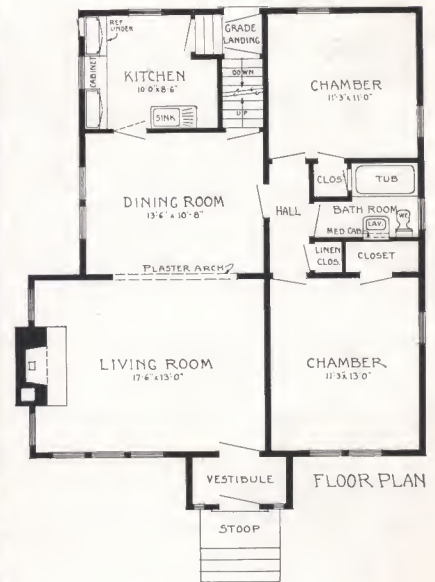 REF.
UNDER
CABINET
KITCHEN
10'0"x8'-6"
SINK
GRADE
LANDING
DOWN
UP
CHAMBER
11'-3"x11'-0"
CLOS.
TUB
DINING ROOM
13'-6" x 10'-8"
HALL
BATH ROOM
LAV.
W.C.
MED. CAB.
LINEN
CLOS.
CLOSET
PLASTER ARCH
LIVING ROOM
17'-6"x13'-0"
CHAMBER
11'-3"x13'-0"
VESTIBULE
FLOOR PLAN
STOOP